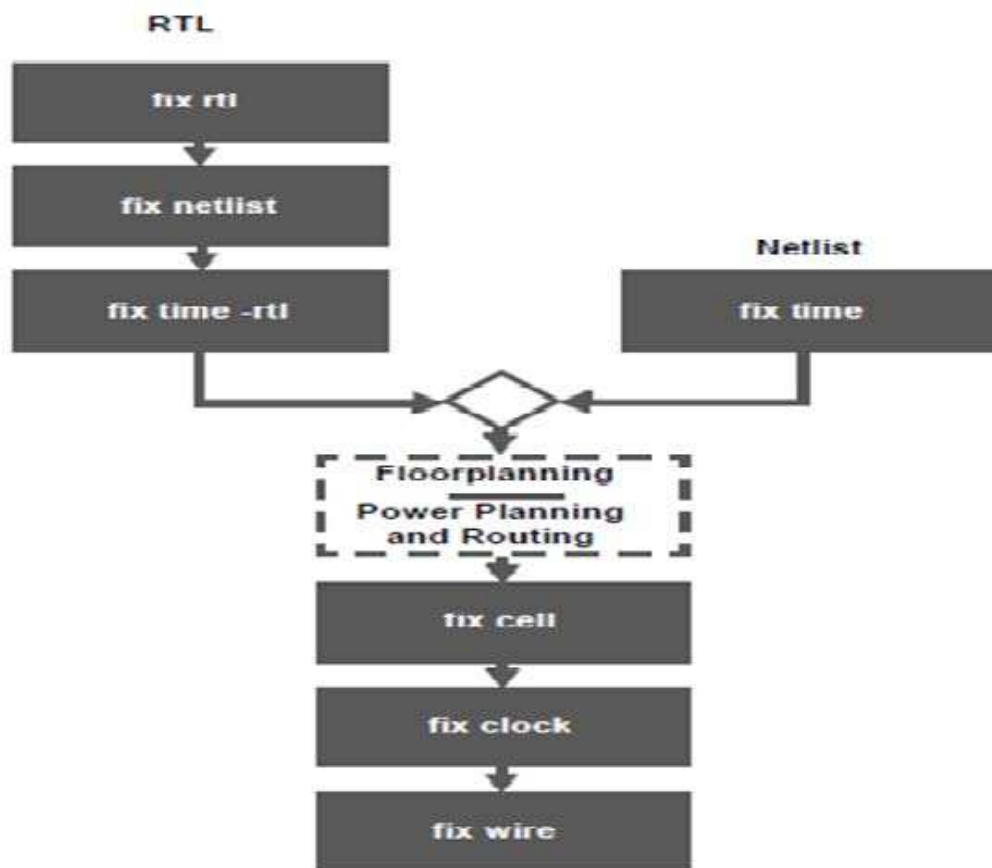 RTL
fix rtl
fix netlist
fix time -rtl
Netlist
fix time
Floorplanning
Power Planning
and Routing
fix cell
fix clock
fix wire